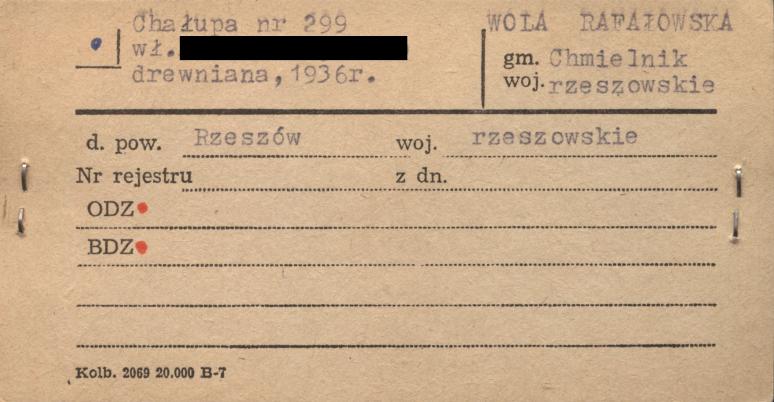 Chałupa nr 299
wł.
drewniana, 1936r.
WOLA RAFAŁOWSKA
gm. Chmielnik
woj. rzeszowskie
d. pow. Rzeszów woj. rzeszowskie
Nr rejestru z dn.
ODZ
BDZ
Kolb. 2069 20.000 B-7